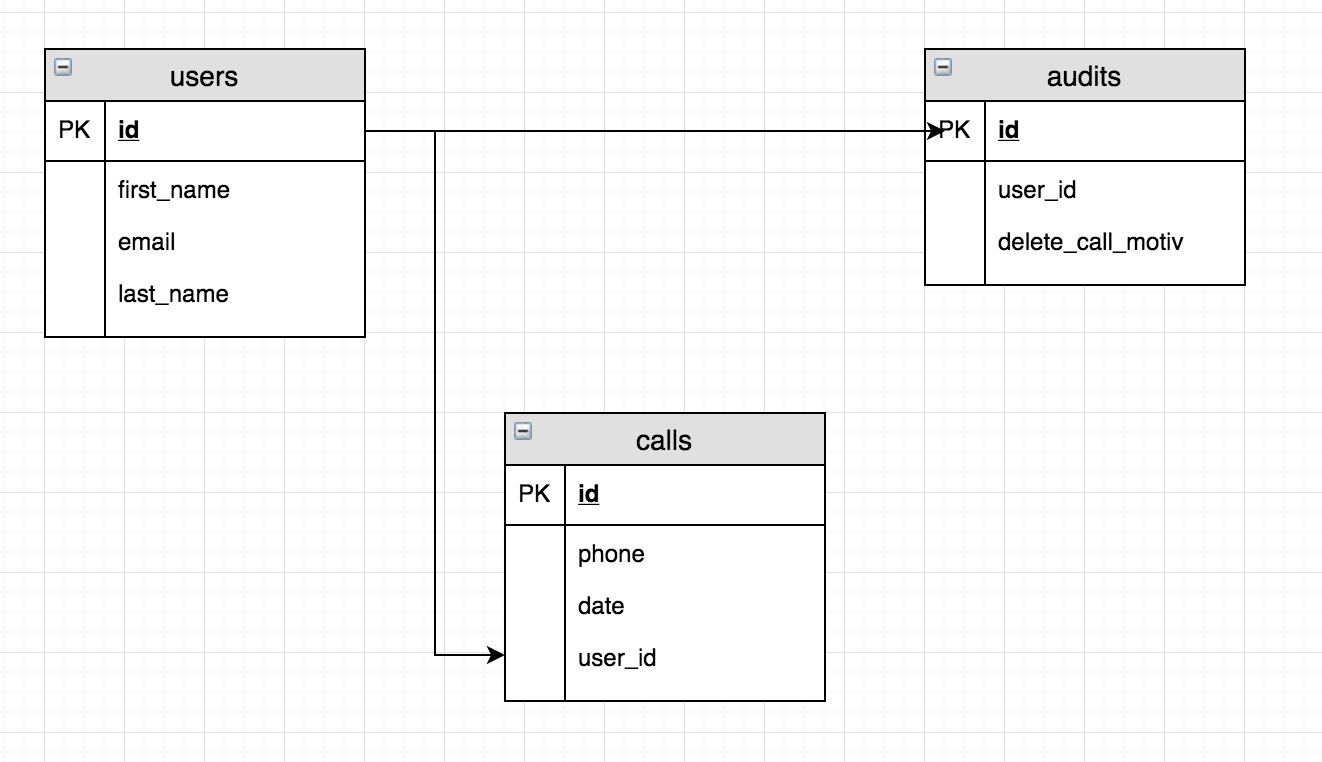 users
PK id
first_name
email
last_name
audits
PK id
user_id
delete_call_motiv
calls
PK id
phone
date
user_id